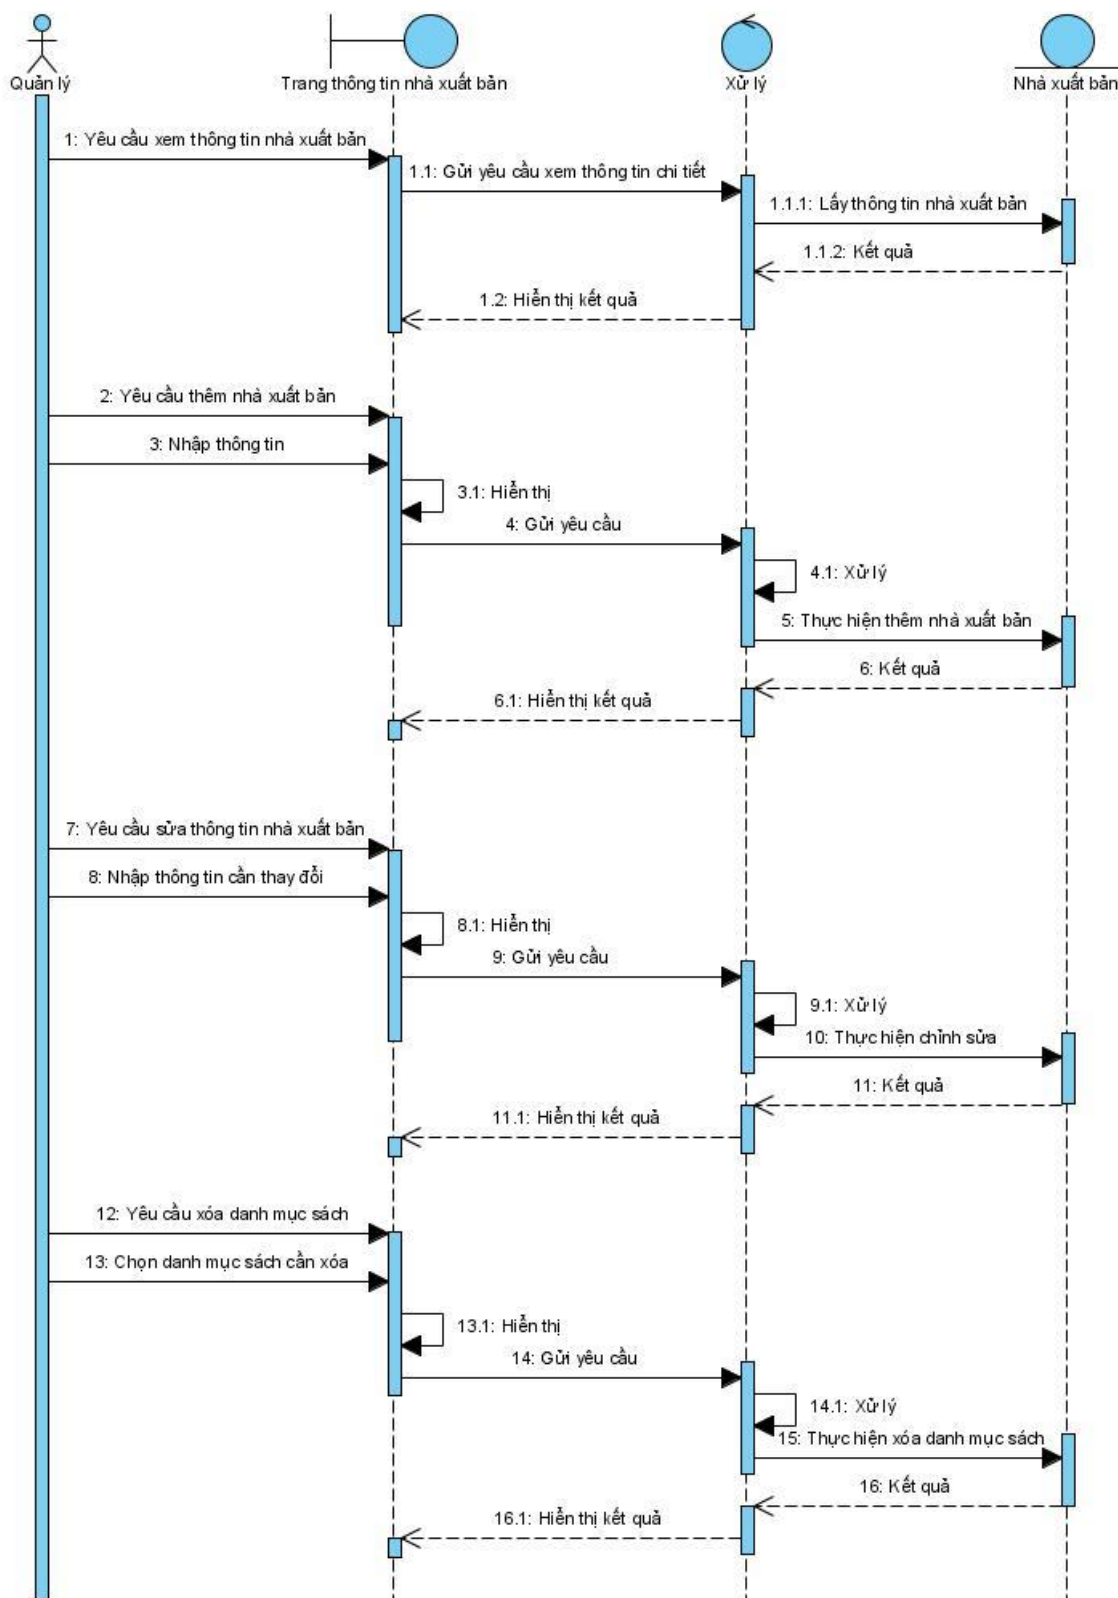 Quản lý
Trang thông tin nhà xuất bản
Xử lý
Nhà xuất bản
1: Yêu cầu xem thông tin nhà xuất bản
1.1: Gửi yêu cầu xem thông tin chi tiết
1.1.1: Lấy thông tin nhà xuất bản
1.1.2: Kết quả
1.2: Hiển thị kết quả
2: Yêu cầu thêm nhà xuất bản
3: Nhập thông tin
3.1: Hiển thị
4: Gửi yêu cầu
4.1: Xử lý
5: Thực hiện thêm nhà xuất bản
6: Kết quả
6.1: Hiển thị kết quả
7: Yêu cầu sửa thông tin nhà xuất bản
8: Nhập thông tin cần thay đổi
8.1: Hiển thị
9: Gửi yêu cầu
9.1: Xử lý
10: Thực hiện chỉnh sửa
11: Kết quả
11.1: Hiển thị kết quả
12: Yêu cầu xóa danh mục sách
13: Chọn danh mục sách cần xóa
13.1: Hiển thị
14: Gửi yêu cầu
14.1: Xử lý
15: Thực hiện xóa danh mục sách
16: Kết quả
16.1: Hiển thị kết quả